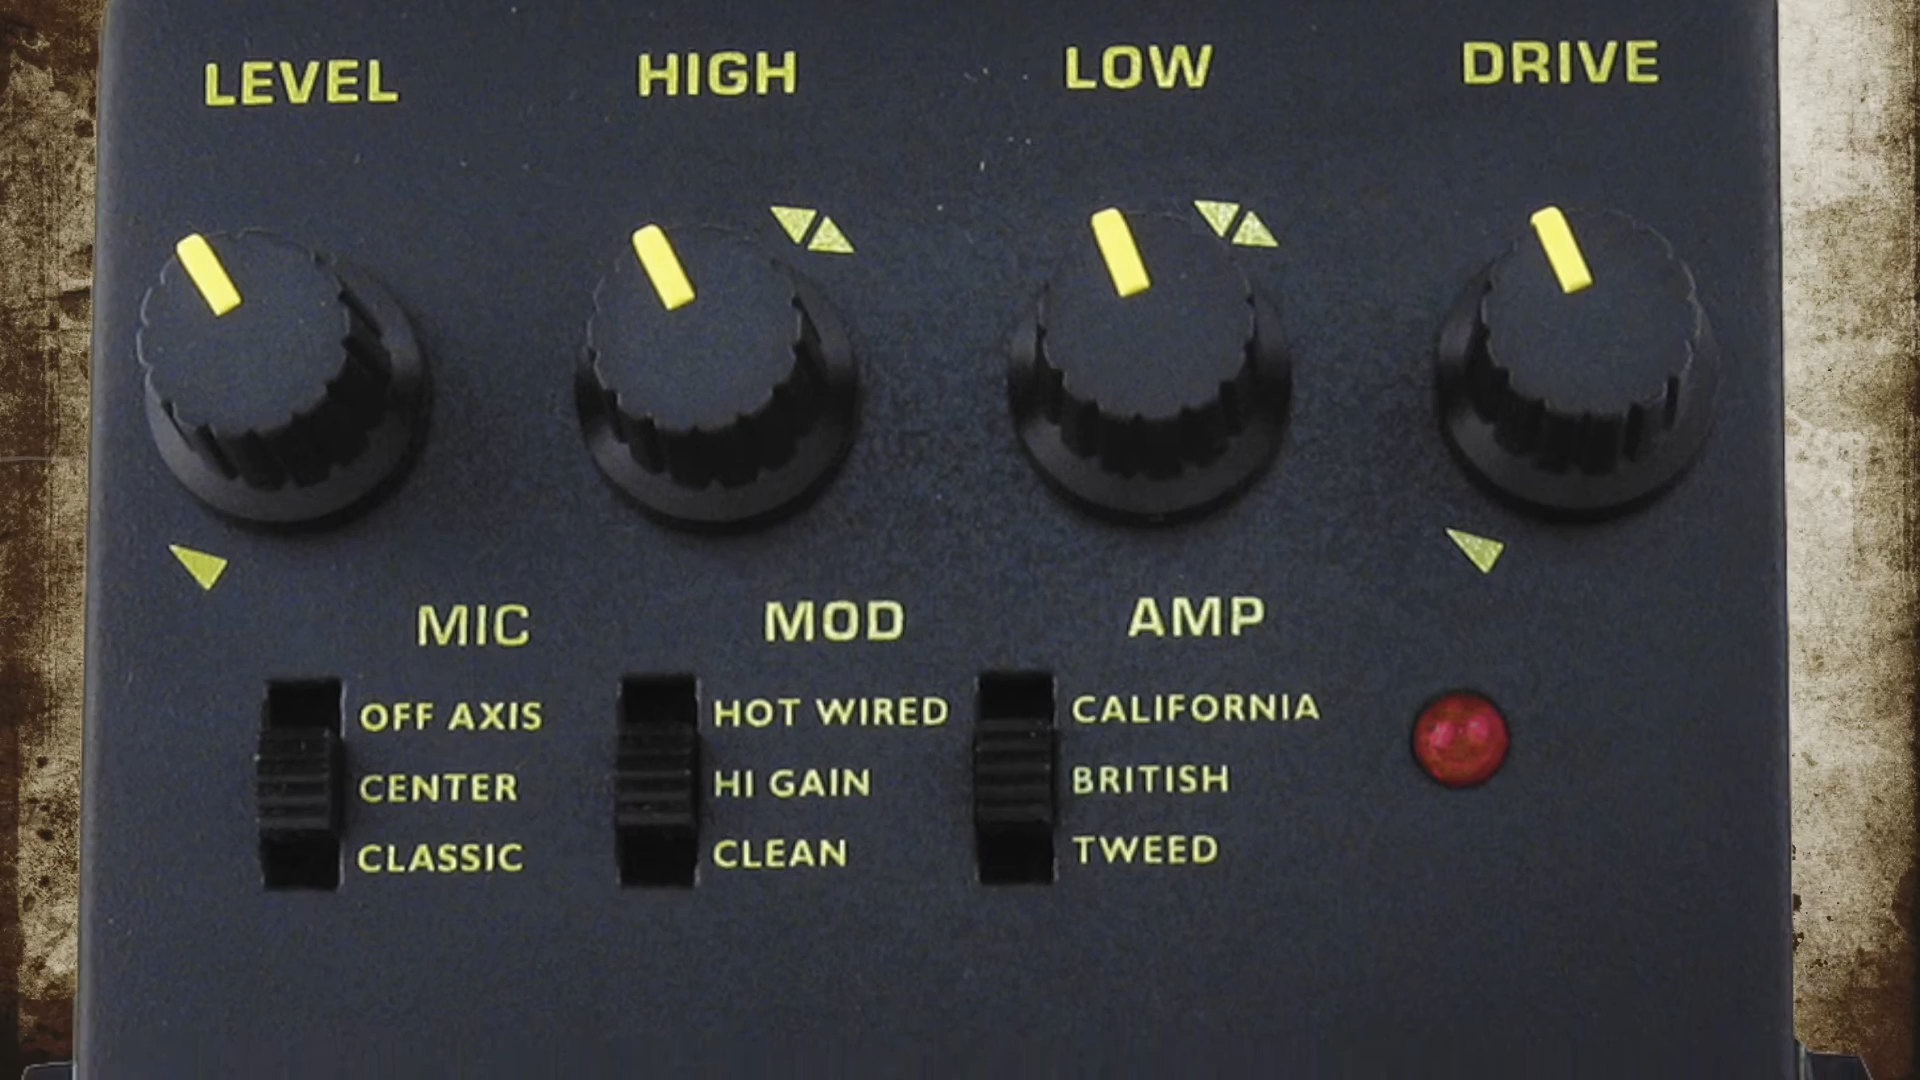 LEVEL HIGH LOW DRIVE
MIC MOD AMP
OFF AXIS HOT WIRED CALIFORNIA
CENTER HI GAIN BRITISH
CLASSIC CLEAN TWEED